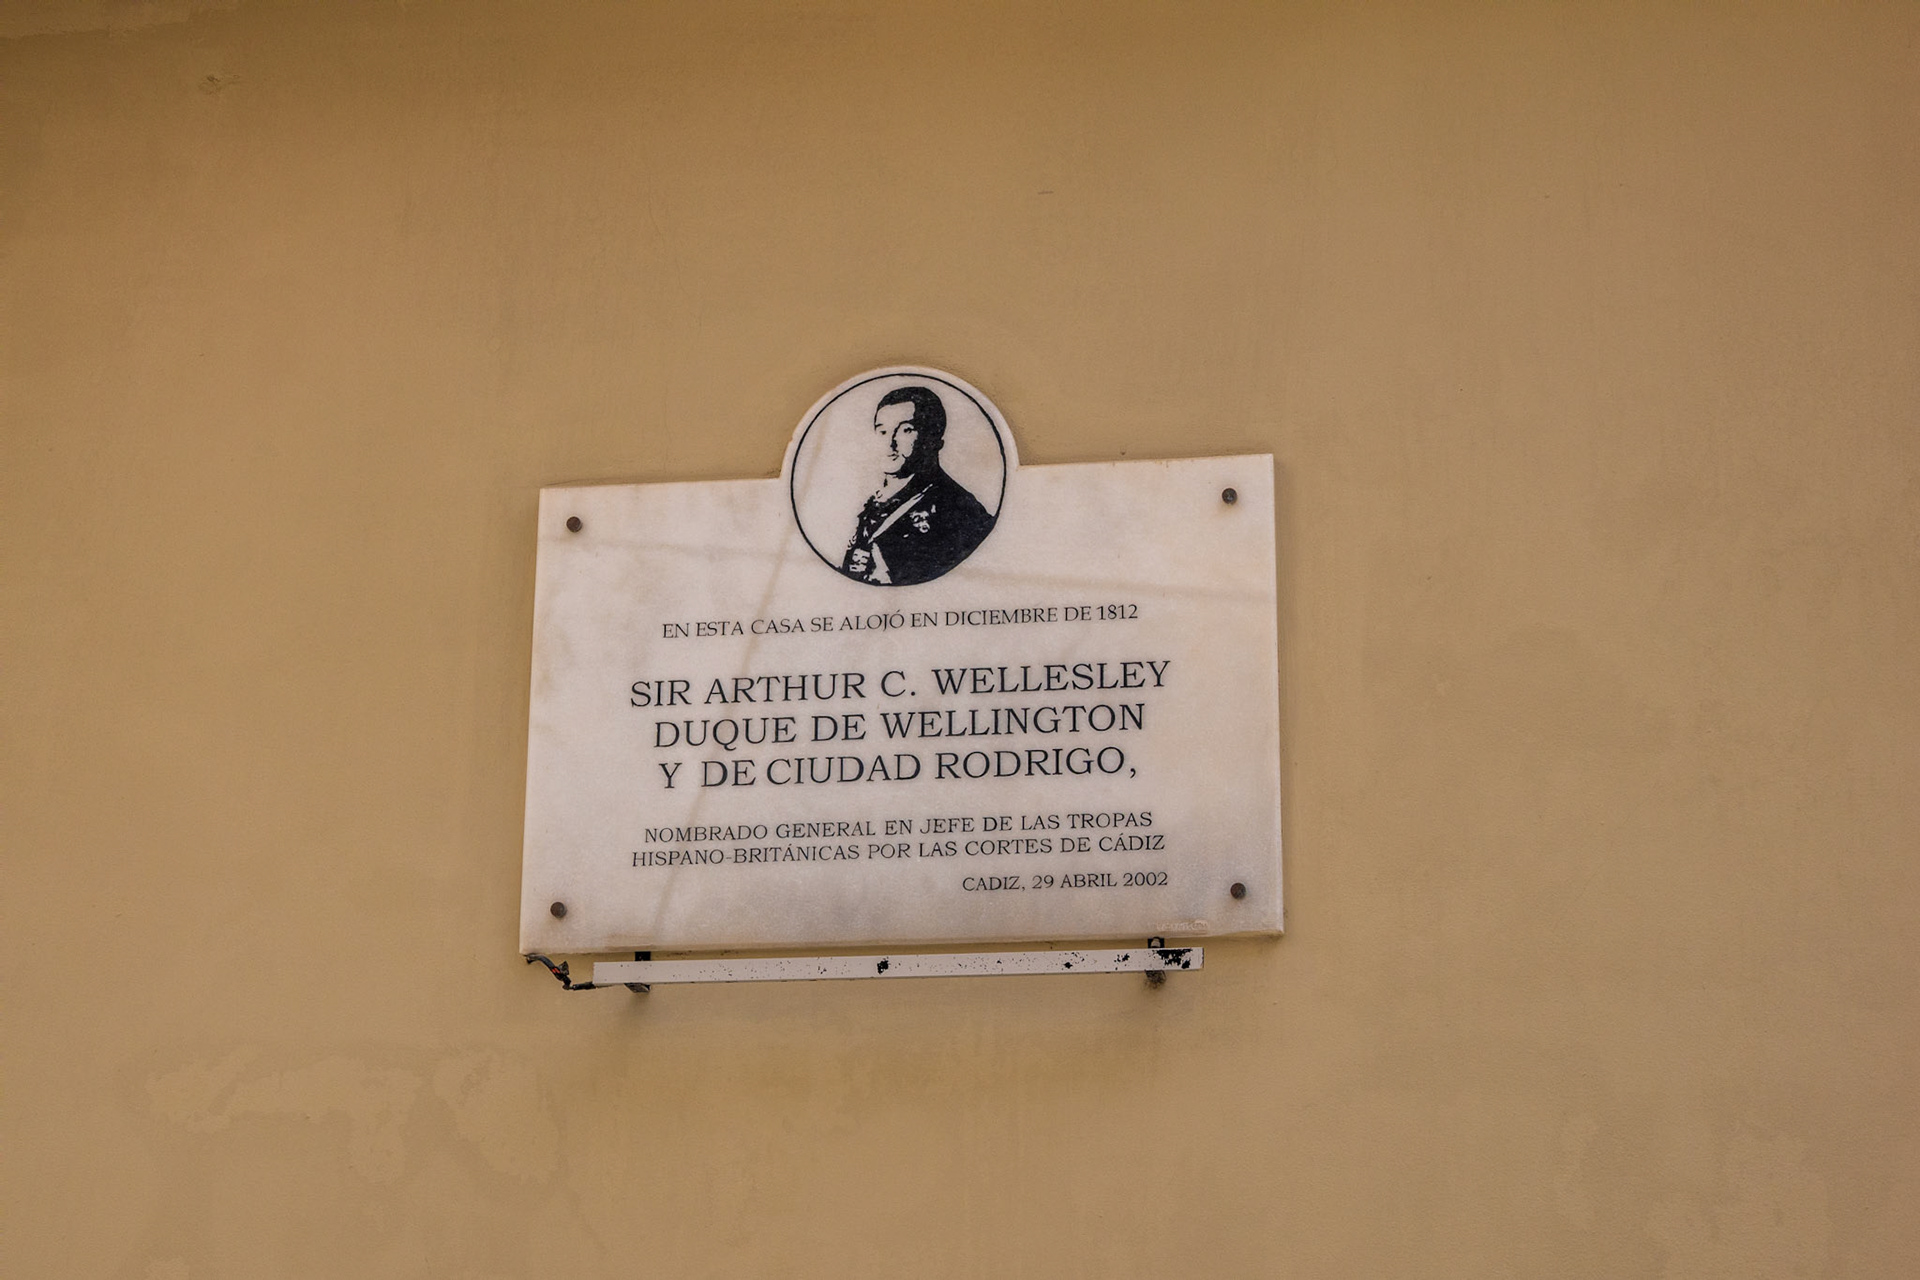 EN ESTA CASA SE ALOJÓ EN DICIEMBRE DE 1812
SIR ARTHUR C. WELLESLEY
DUQUE DE WELLINGTON
Y DE CIUDAD RODRIGO,
NOMBRADO GENERAL EN JEFE DE LAS TROPAS
HISPANO-BRITÁNICAS POR LAS CORTES DE CÁDIZ
CADIZ, 29 ABRIL 2002